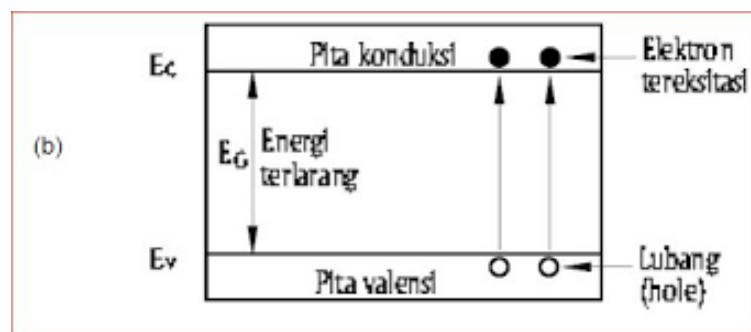 Pita konduksi
Elektron
tereksitasi
Ec
(b)
EG Energi
terlarang
Ev
Pita valensi
Lubang
(hole)